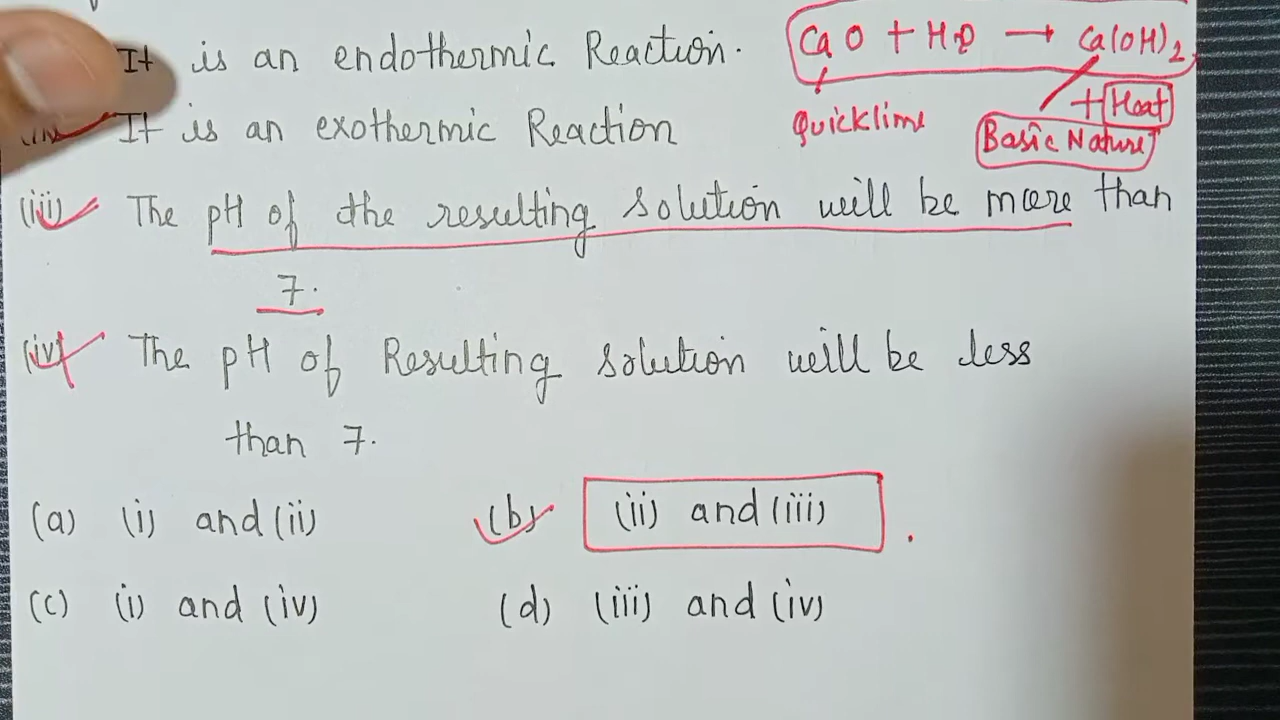 It is an endothermic Reaction.
CaO + H2O → Ca(OH)2
+ Heat
Quicklime
Basic Nature
(ii) It is an exothermic Reaction
(iii) The pH of the resulting solution will be more than
7.
(iv) The pH of Resulting solution will be less
than 7.
(a) (i) and (ii)
(b) (ii) and (iii)
(c) (i) and (iv)
(d) (iii) and (iv)